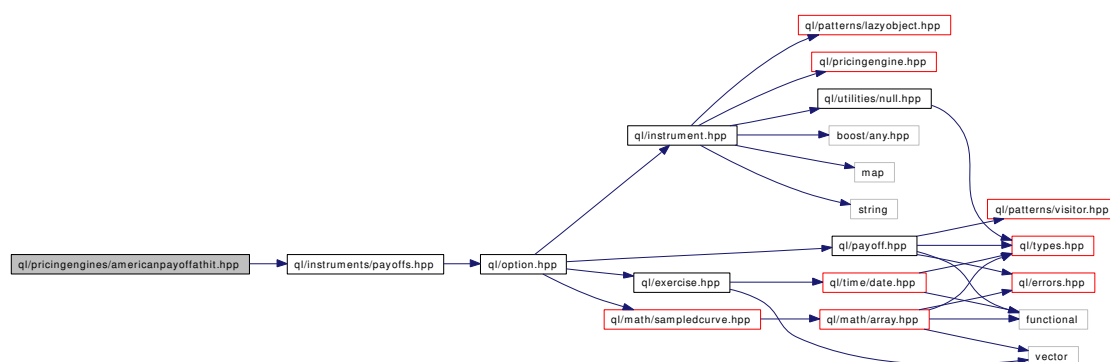 ql/patterns/lazyobject.hpp
ql/pricingengine.hpp
ql/utilities/null.hpp
ql/instrument.hpp
boost/any.hpp
map
string
ql/patterns/visitor.hpp
ql/payoff.hpp
ql/types.hpp
ql/pricingengines/americanpayoffathit.hpp
ql/instruments/payoffs.hpp
ql/option.hpp
ql/exercise.hpp
ql/time/date.hpp
ql/errors.hpp
ql/math/sampledcurve.hpp
ql/math/array.hpp
functional
vector